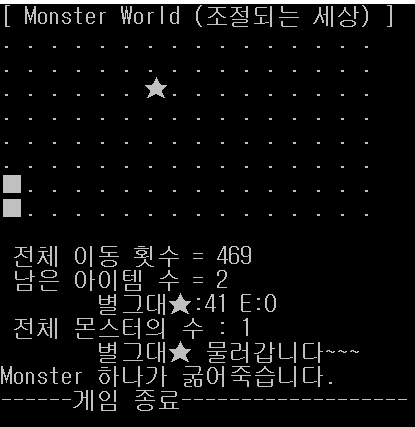 [ Monster World (조절되는 세상) ]
. . . . . . . . . . . . . . . .
. . . . . . . . . . . . . . . .
. . . . . . ★ . . . . . . . . .
. . . . . . . . . . . . . . . .
. . . . . . . . . . . . . . . .
. . . . . . . . . . . . . . . .
■ . . . . . . . . . . . . . . .
■ . . . . . . . . . . . . . . .
전체 이동 횟수 = 469
남은 아이템 수 = 2
별그대★:41 E:0
전체 몬스터의 수 : 1
별그대★ 물러갑니다~~~
Monster 하나가 굶어죽습니다.
------게임 종료-------------------